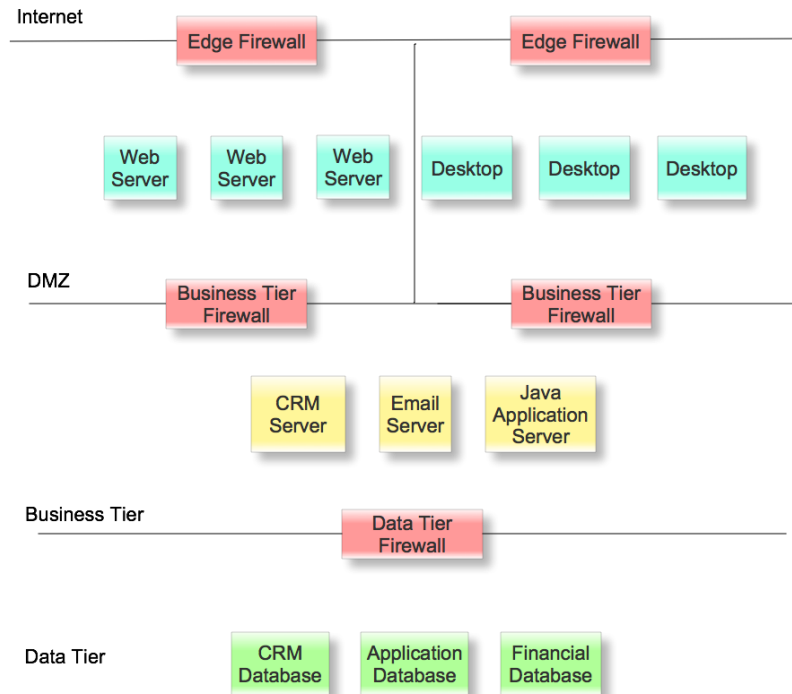 Internet
Edge Firewall
Edge Firewall
Web
Server
Web
Server
Web
Server
Desktop
Desktop
Desktop
DMZ
Business Tier
Firewall
Business Tier
Firewall
CRM
Server
Email
Server
Java
Application
Server
Business Tier
Data Tier
Firewall
Data Tier
CRM
Database
Application
Database
Financial
Database